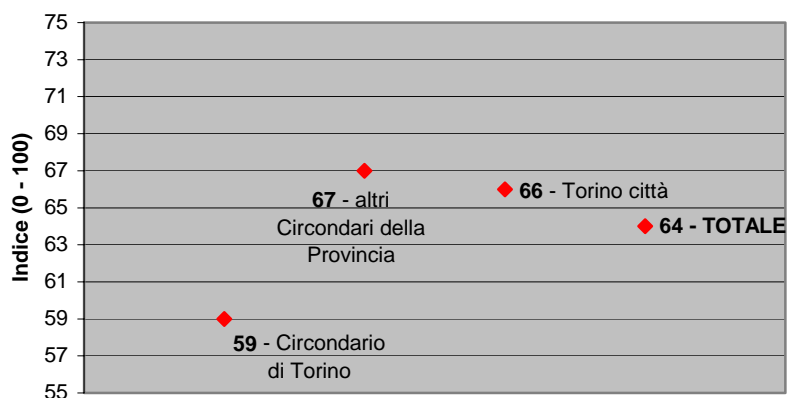 Indice (0 - 100)
75
73
71
69
67
65
63
61
59
57
55
67 - altri
Circondari della
Provincia
66 - Torino città
64 - TOTALE
59 - Circondario
di Torino